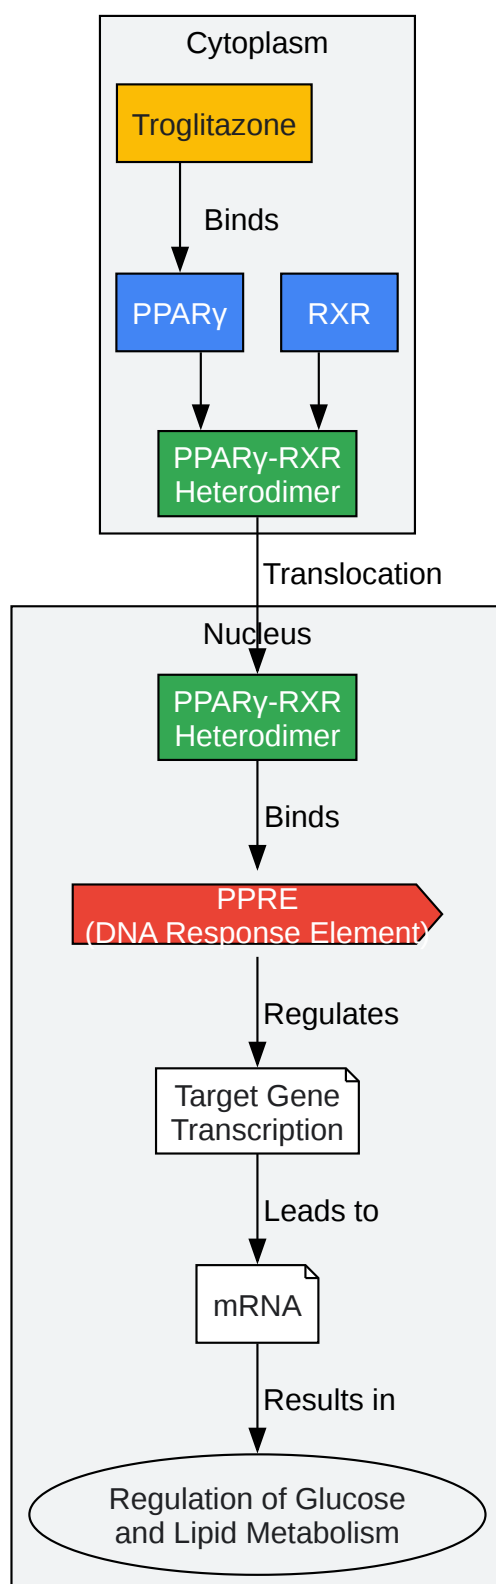 Cytoplasm
Troglitazone
Binds
PPARγ
RXR
PPARγ-RXR
Heterodimer
Translocation
Nucleus
PPARγ-RXR
Heterodimer
Binds
PPRE
(DNA Response Element)
Regulates
Target Gene
Transcription
Leads to
mRNA
Results in
Regulation of Glucose
and Lipid Metabolism